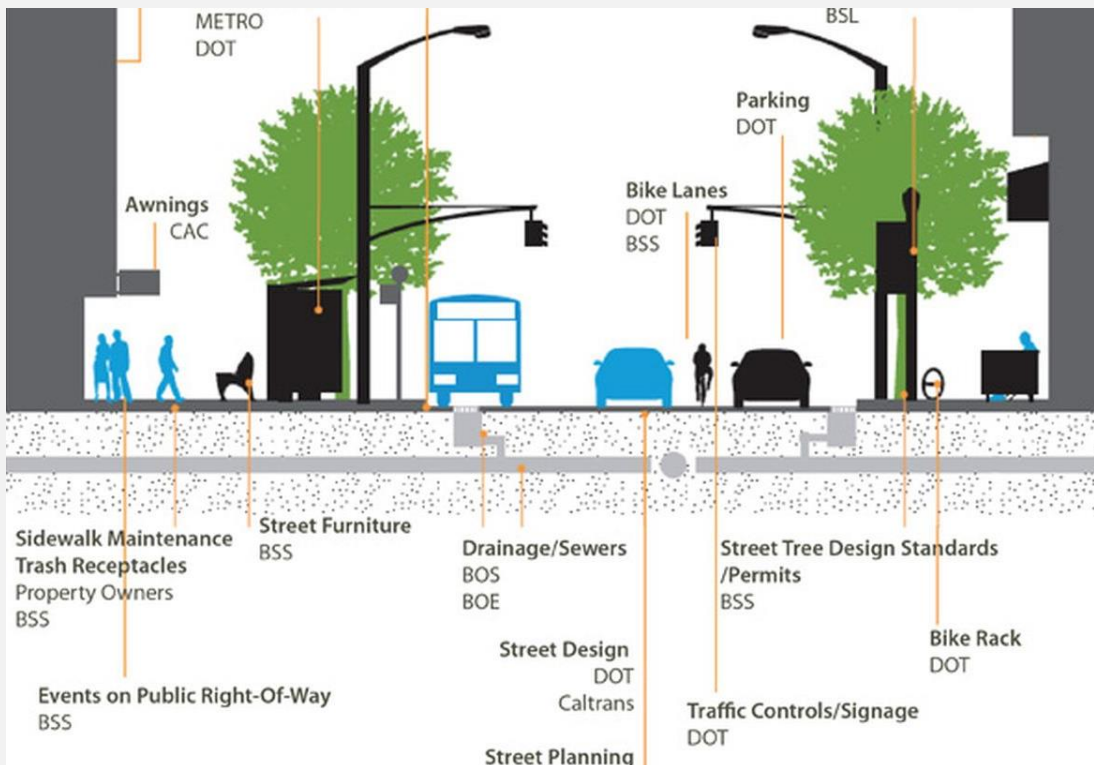 METRO
DOT
BSL
Parking
DOT
Awnings
CAC
Bike Lanes
DOT
BSS
Sidewalk Maintenance
Trash Receptacles
Property Owners
BSS
Street Furniture
BSS
Drainage/Sewers
BOS
BOE
Street Tree Design Standards
/Permits
BSS
Bike Rack
DOT
Street Design
DOT
Caltrans
Events on Public Right-Of-Way
BSS
Traffic Controls/Signage
DOT
Street Planning